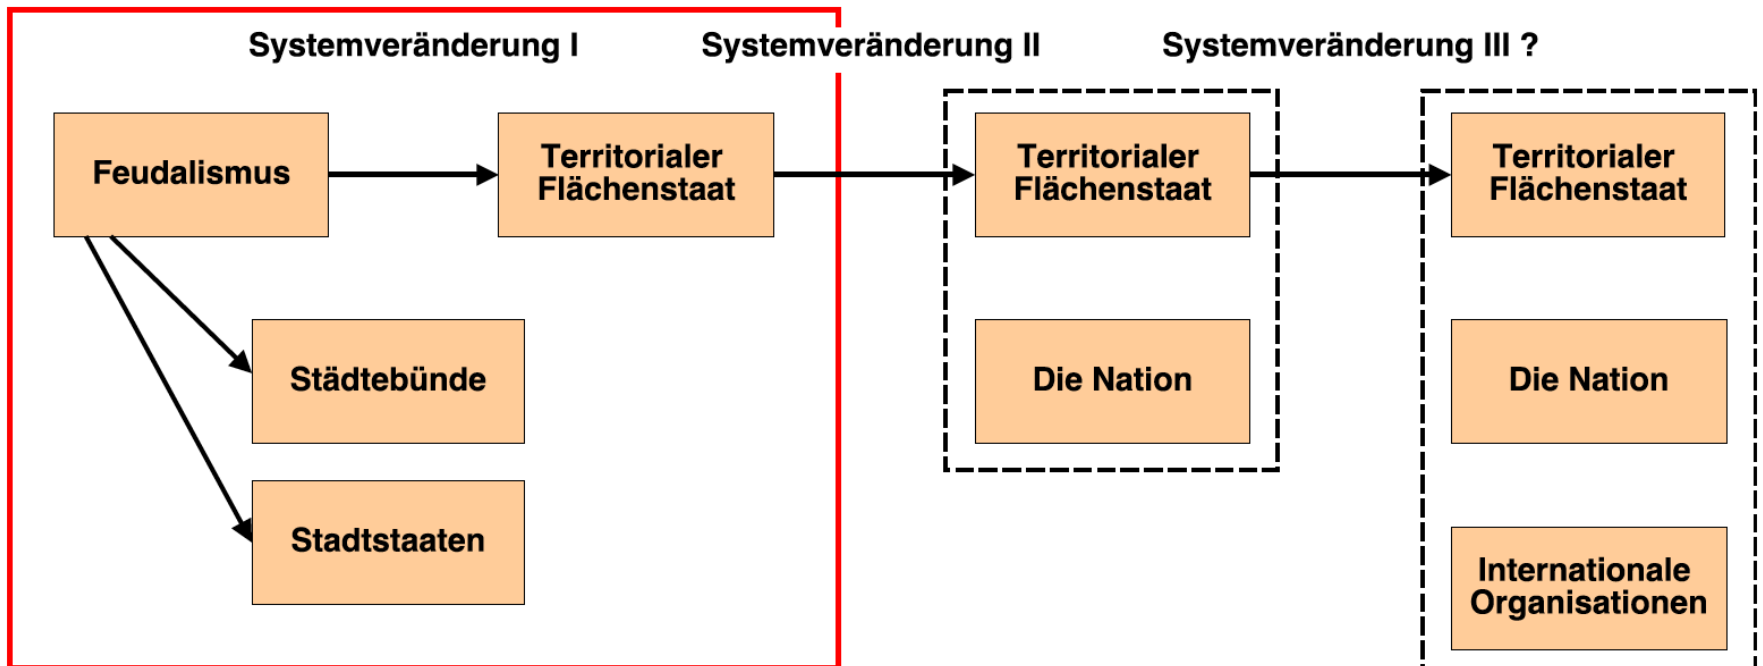 Systemveränderung I
Systemveränderung II
Systemveränderung III ?
Feudalismus
Territorialer
Flächenstaat
Territorialer
Flächenstaat
Territorialer
Flächenstaat
Städtebünde
Die Nation
Die Nation
Stadtstaaten
Internationale
Organisationen